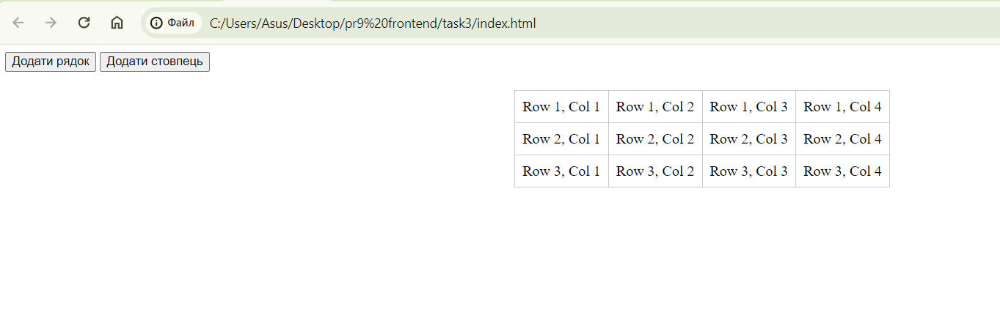 Файл C:/Users/Asus/Desktop/pr9%20frontend/task3/index.html
Додати рядок Додати стовпець
Row 1, Col 1 Row 1, Col 2 Row 1, Col 3 Row 1, Col 4
Row 2, Col 1 Row 2, Col 2 Row 2, Col 3 Row 2, Col 4
Row 3, Col 1 Row 3, Col 2 Row 3, Col 3 Row 3, Col 4